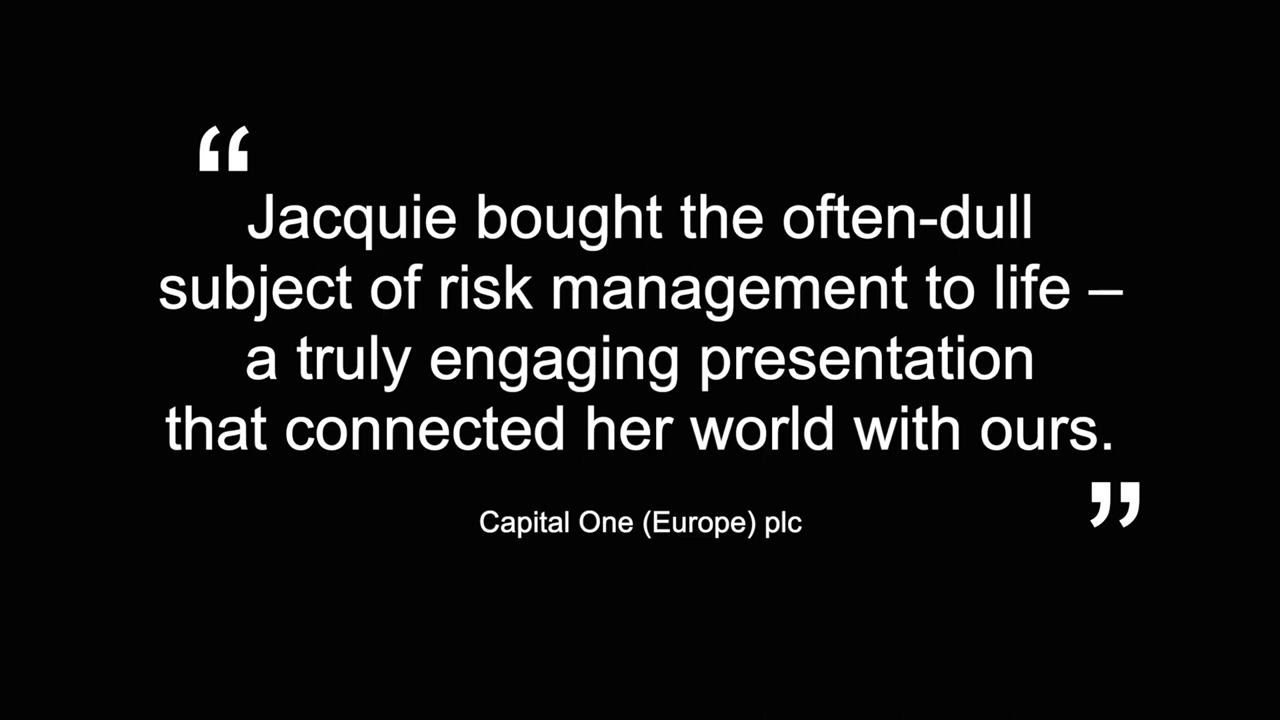 “Jacquie bought the often-dull
subject of risk management to life –
a truly engaging presentation
that connected her world with ours.”
Capital One (Europe) plc